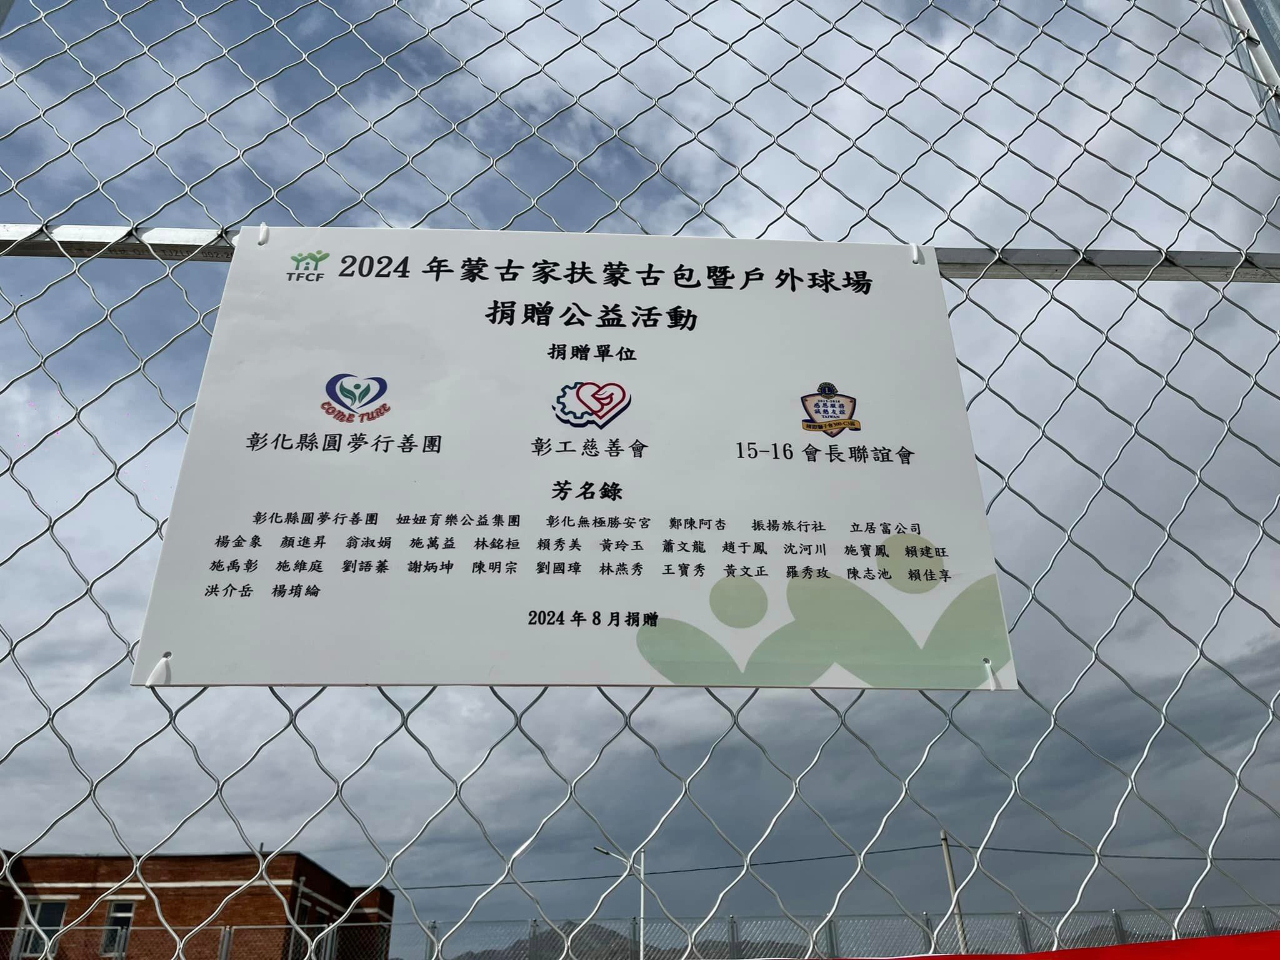 TFCF
2024 年蒙古家扶蒙古包暨戶外球場
捐贈公益活動
捐贈單位
COME TURE
彰化縣圓夢行善團 彰工慈善會 15-16 會長聯誼會
芳名錄
彰化縣圓夢行善團 妞妞育樂公益集團 彰化無極勝安宮 鄭陳阿杏 振揚旅行社 立居富公司
楊金象 顏進昇 翁淑娟 施萬益 林銘桓 賴秀美 黃玲玉 蕭文龍 趙于鳳 沈河川 施寶鳳 賴建旺
施禹彰 施維庭 劉語蓁 謝炳坤 陳明宗 劉國璋 林燕秀 王寶秀 黃文正 羅秀玫 陳志池 賴佳享
洪介岳 楊堉綸
2024 年 8 月捐贈